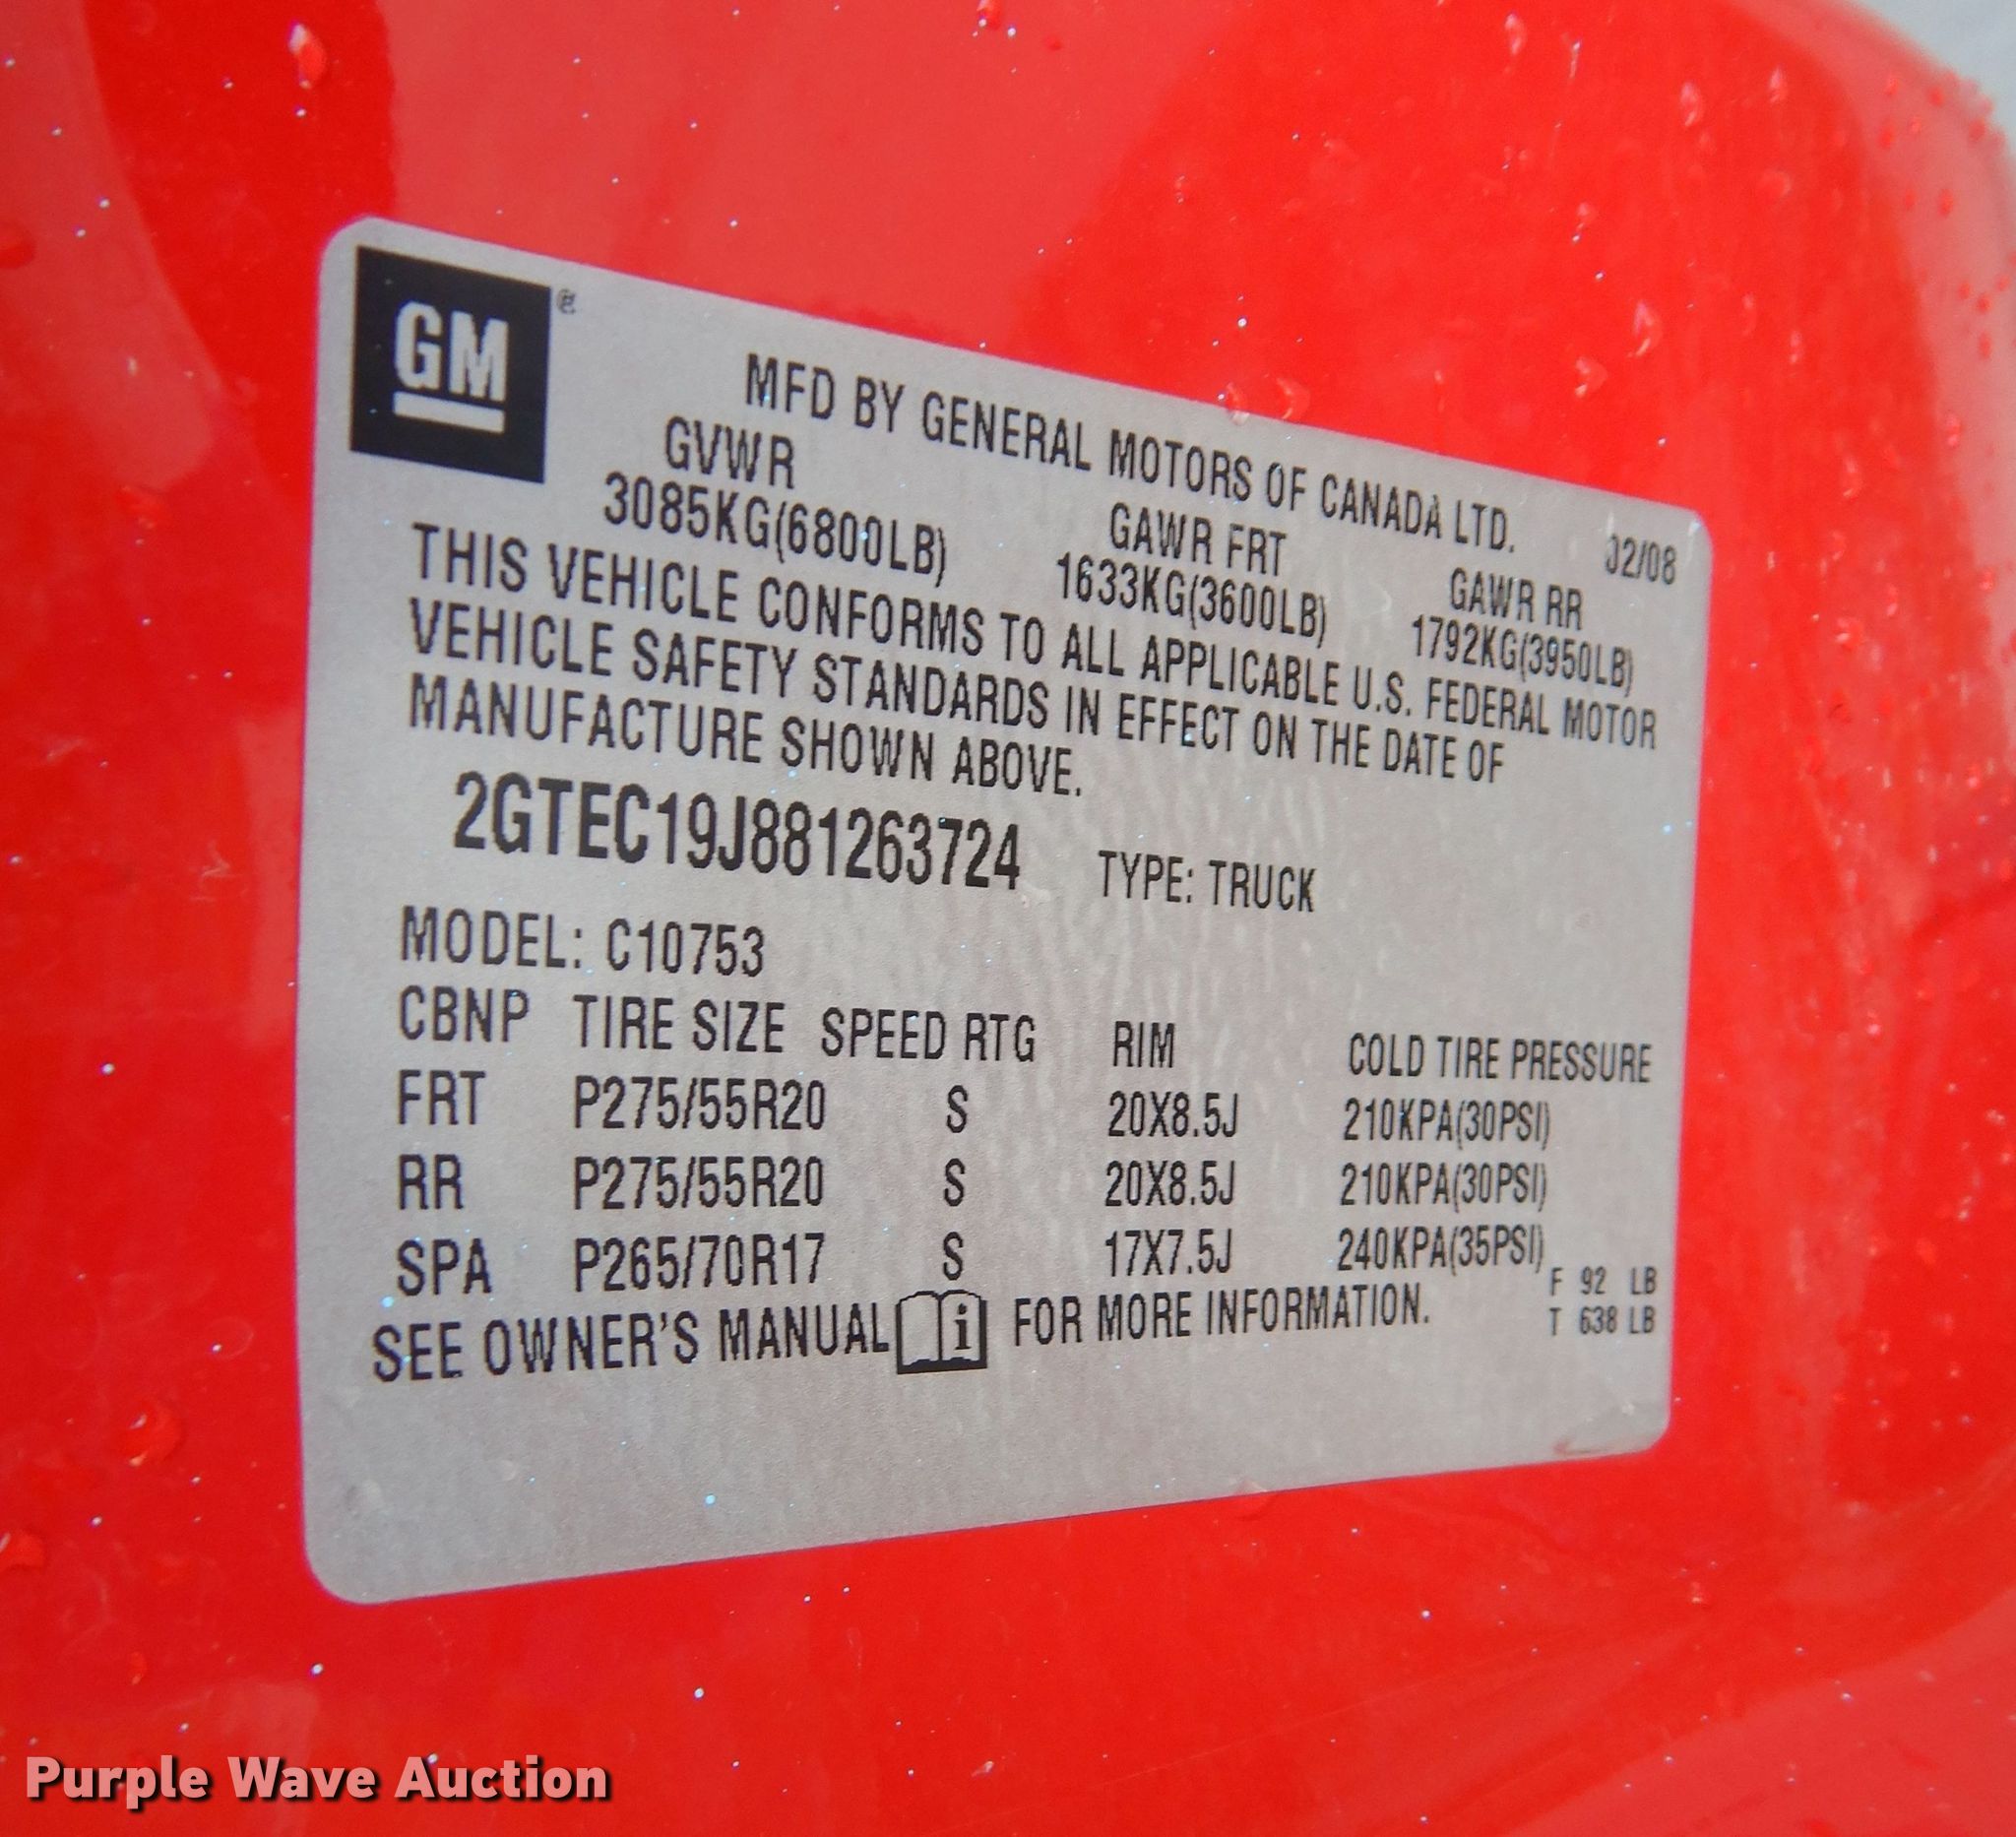 GM®
MFD BY GENERAL MOTORS OF CANADA LTD. 02/08
GVWR GAWR FRT GAWR RR
3085KG(6800LB) 1633KG(3600LB) 1792KG(3950LB)
THIS VEHICLE CONFORMS TO ALL APPLICABLE U.S. FEDERAL MOTOR
VEHICLE SAFETY STANDARDS IN EFFECT ON THE DATE OF
MANUFACTURE SHOWN ABOVE.
2GTEC19J881263724 TYPE: TRUCK
MODEL: C10753
CBNP TIRE SIZE SPEED RTG RIM COLD TIRE PRESSURE
FRT P275/55R20 S 20X8.5J 210KPA(30PSI)
RR P275/55R20 S 20X8.5J 210KPA(30PSI)
SPA P265/70R17 S 17X7.5J 240KPA(35PSI)
F 92 LB
SEE OWNER'S MANUAL i FOR MORE INFORMATION. T 638 LB
Purple Wave Auction